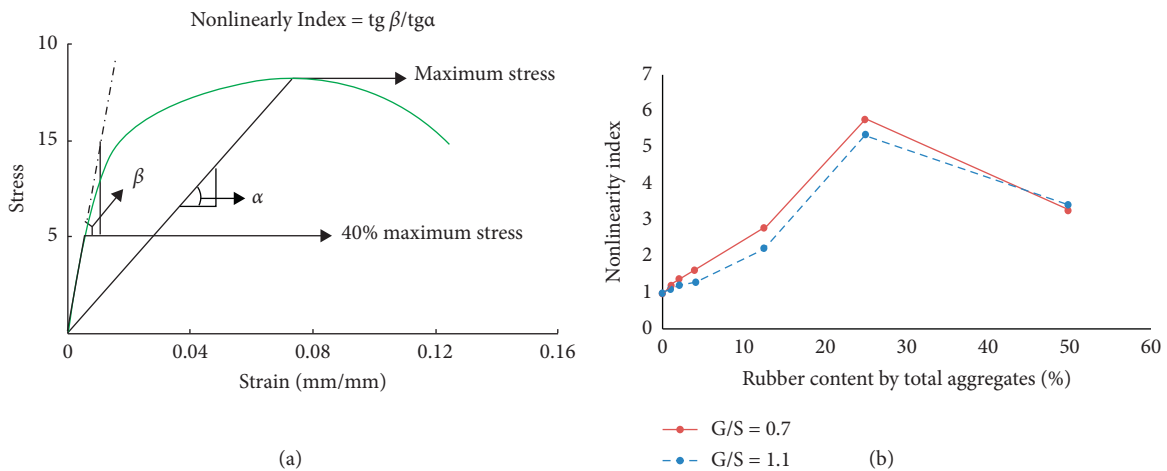 Nonlinearly Index = tg β/tgα
10
15
5
0
0.04
0.08
0.12
0.16
Stress
Strain (mm/mm)
Maximum stress
β
α
40% maximum stress
(a)
7
6
5
4
3
2
1
0
0
10
20
30
40
50
60
Nonlinearity index
Rubber content by total aggregates (%)
G/S = 0.7
G/S = 1.1
(b)